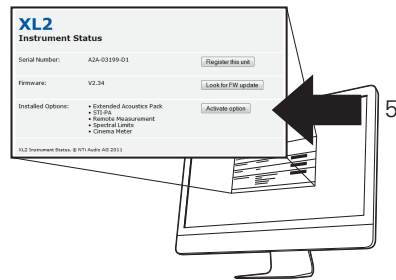 XL2
Instrument Status
Serial Number: A2A-03199-D1 Register this unit
Firmware: V2.34 Look for FW update
Installed Options: • Extended Acoustics Pack Activate option
• STI-PA
• Remote Measurement
• Spectral Limits
• Cinema Meter
XL2 Instrument Status, © NTi Audio AG 2011
5